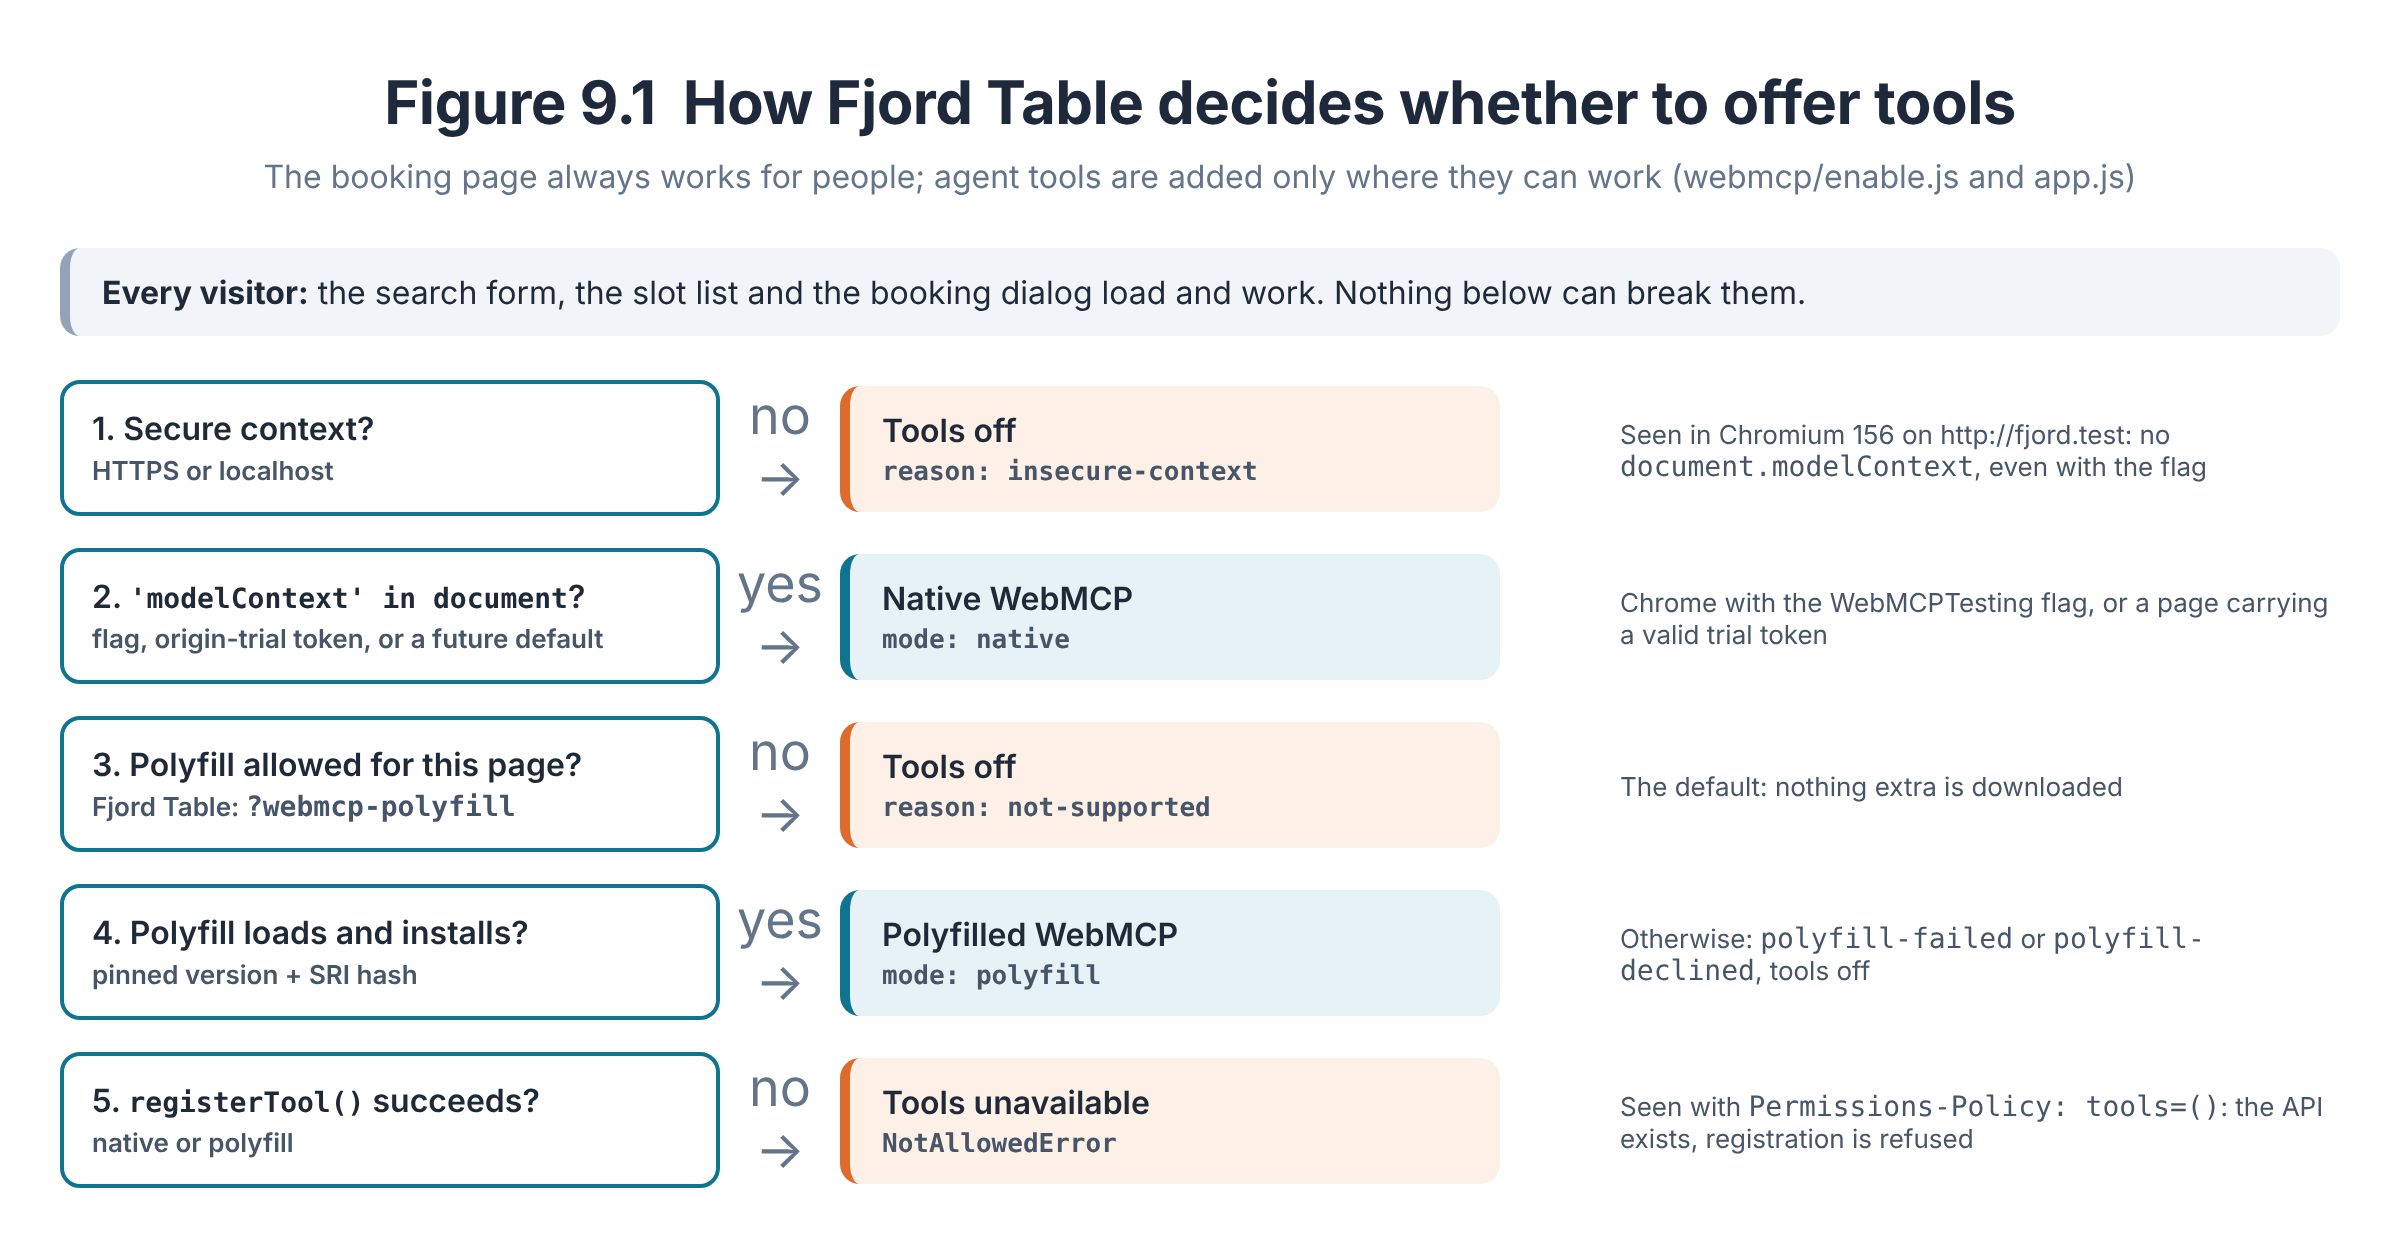 Figure 9.1 How Fjord Table decides whether to offer tools
The booking page always works for people; agent tools are added only where they can work (webmcp/enable.js and app.js)
Every visitor: the search form, the slot list and the booking dialog load and work. Nothing below can break them.
1. Secure context?
HTTPS or localhost
no
→
Tools off
reason: insecure-context
Seen in Chromium 156 on http://fjord.test: no
document.modelContext, even with the flag
2. 'modelContext' in document?
flag, origin-trial token, or a future default
yes
→
Native WebMCP
mode: native
Chrome with the WebMCPTesting flag, or a page carrying
a valid trial token
3. Polyfill allowed for this page?
Fjord Table: ?webmcp-polyfill
no
→
Tools off
reason: not-supported
The default: nothing extra is downloaded
4. Polyfill loads and installs?
pinned version + SRI hash
yes
→
Polyfilled WebMCP
mode: polyfill
Otherwise: polyfill-failed or polyfill-
declined, tools off
5. registerTool() succeeds?
native or polyfill
no
→
Tools unavailable
NotAllowedError
Seen with Permissions-Policy: tools=(): the API
exists, registration is refused